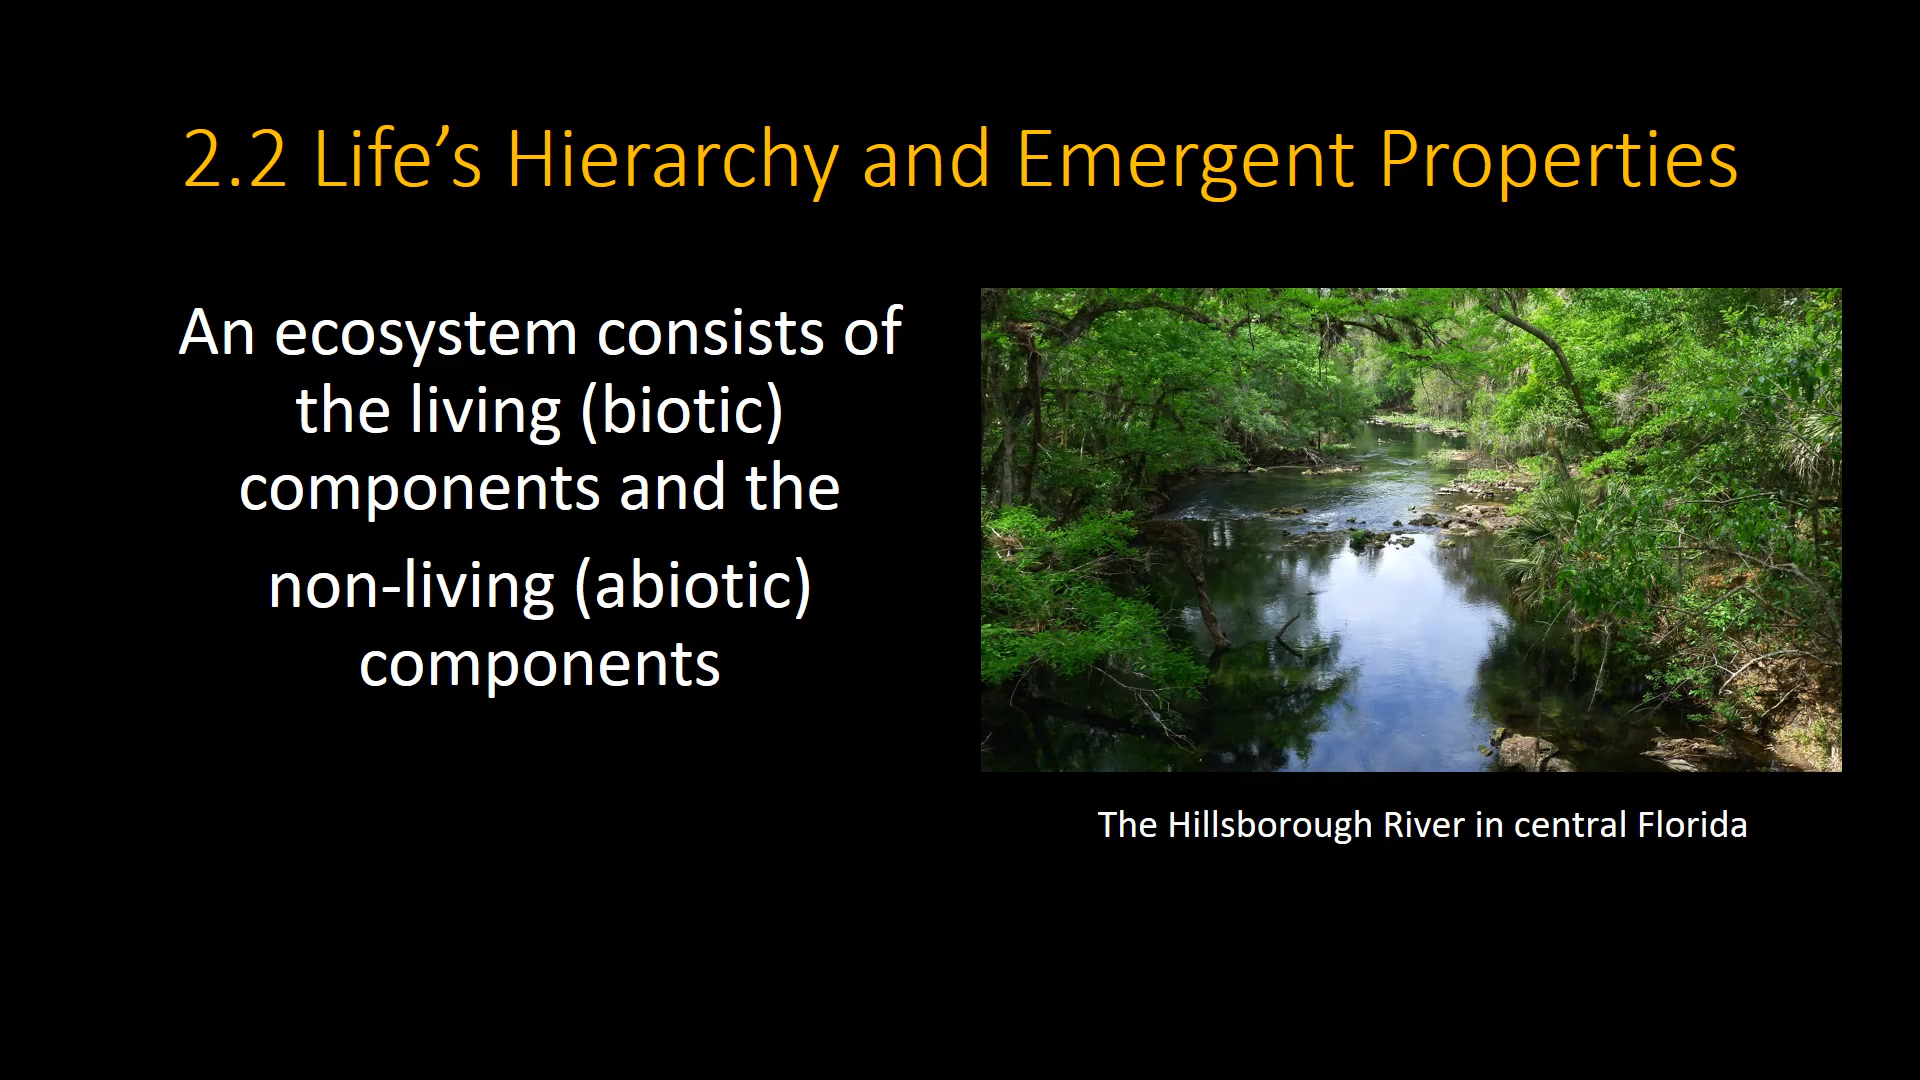 2.2 Life’s Hierarchy and Emergent Properties
An ecosystem consists of
the living (biotic)
components and the
non-living (abiotic)
components
The Hillsborough River in central Florida